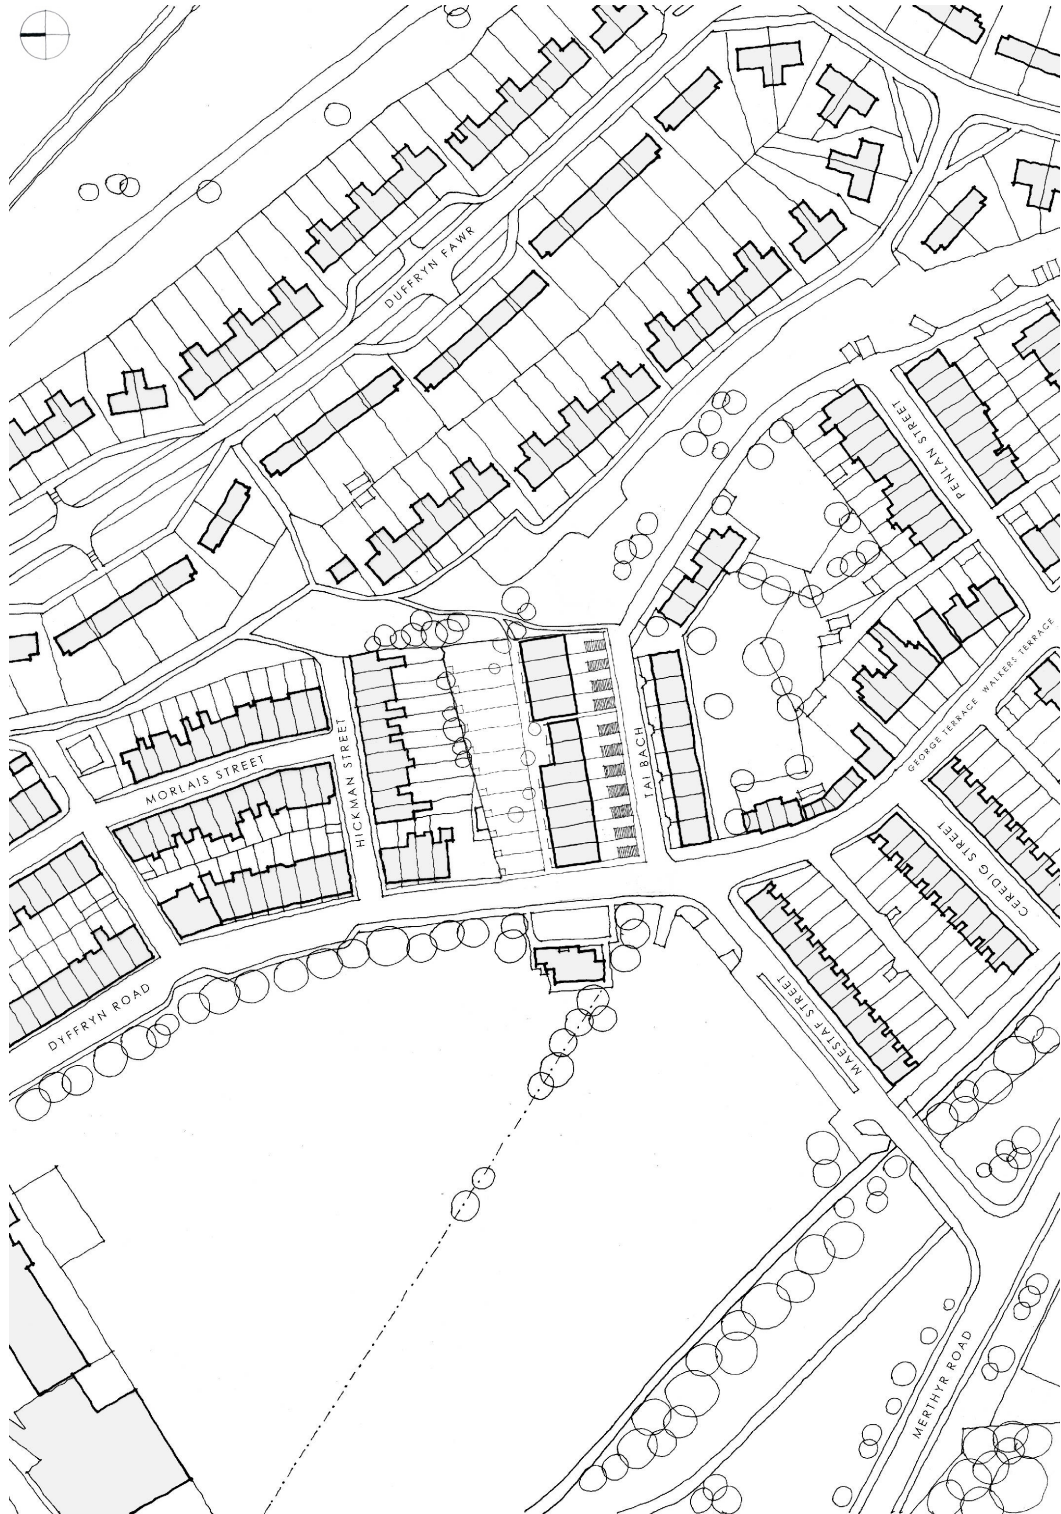 DUFFRYN FAWR
PENLAN STREET
WALKERS TERRACE
GEORGE TERRACE
TAI BACH
HICKMAN STREET
MORLAIS STREET
CEREDIG STREET
MAESTAF STREET
DYFFRYN ROAD
MERTHYR ROAD